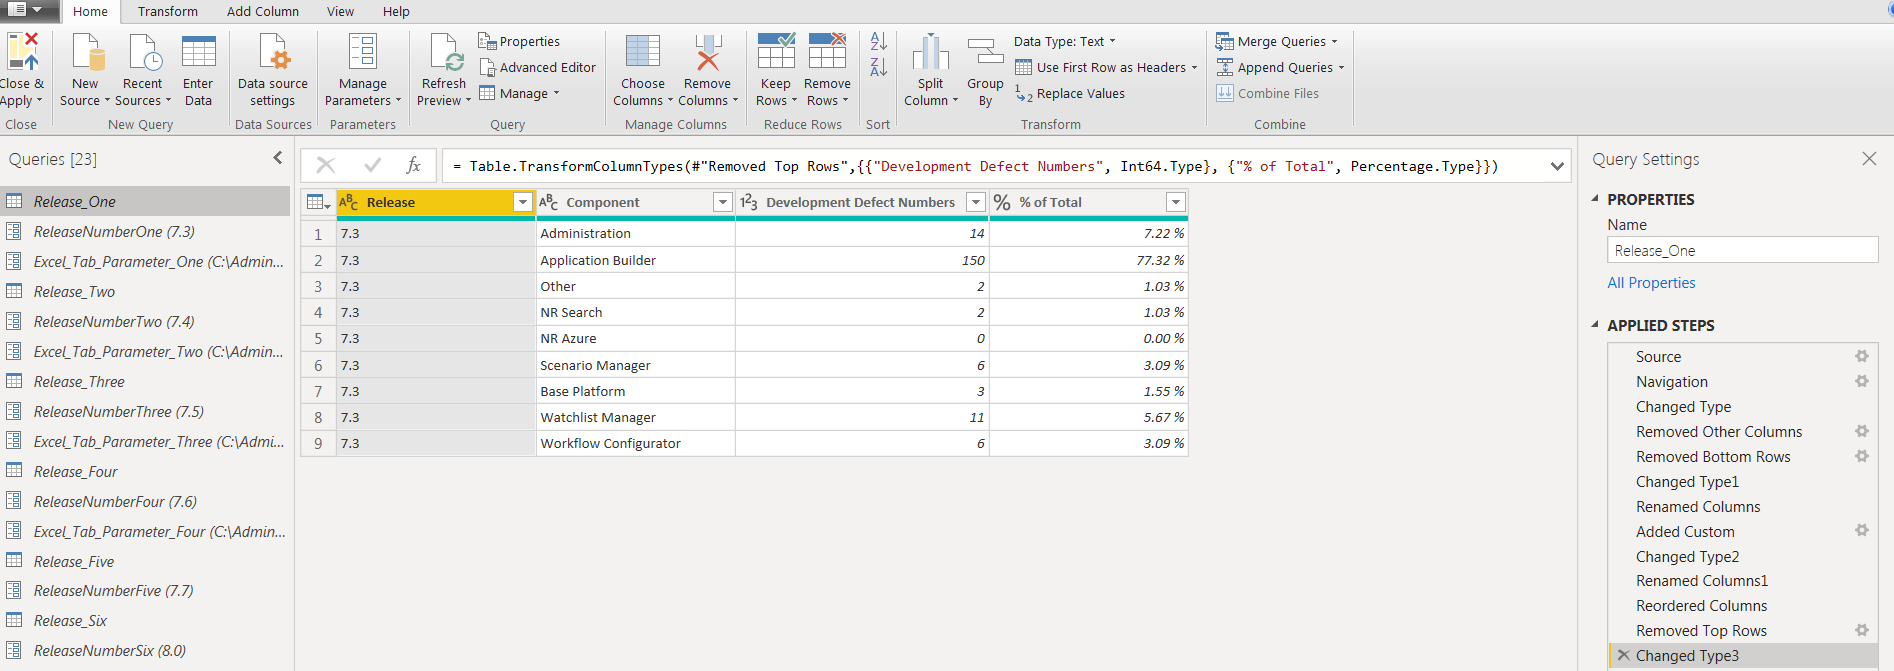 Home Transform Add Column View Help
Close & Apply
New Source
Recent Sources
Enter Data
Data source settings
Manage Parameters
Refresh Preview
Properties
Advanced Editor
Manage
Choose Columns
Remove Columns
Keep Rows
Remove Rows
Split Column
Group By
Data Type: Text
Use First Row as Headers
Replace Values
Merge Queries
Append Queries
Combine Files
Close New Query Data Sources Parameters Query Manage Columns Reduce Rows Sort Transform Combine
Queries [23]
Release_One
ReleaseNumberOne (7.3)
Excel_Tab_Parameter_One (C:\Admin...
Release_Two
ReleaseNumberTwo (7.4)
Excel_Tab_Parameter_Two (C:\Admin...
Release_Three
ReleaseNumberThree (7.5)
Excel_Tab_Parameter_Three (C:\Admi...
Release_Four
ReleaseNumberFour (7.6)
Excel_Tab_Parameter_Four (C:\Admin...
Release_Five
ReleaseNumberFive (7.7)
Release_Six
ReleaseNumberSix (8.0)
fx = Table.TransformColumnTypes(#"Removed Top Rows",{{"Development Defect Numbers", Int64.Type}, {"% of Total", Percentage.Type}})
ABC Release ABC Component 123 Development Defect Numbers % % of Total
1 7.3 Administration 14 7.22 %
2 7.3 Application Builder 150 77.32 %
3 7.3 Other 2 1.03 %
4 7.3 NR Search 2 1.03 %
5 7.3 NR Azure 0 0.00 %
6 7.3 Scenario Manager 6 3.09 %
7 7.3 Base Platform 3 1.55 %
8 7.3 Watchlist Manager 11 5.67 %
9 7.3 Workflow Configurator 6 3.09 %
Query Settings
PROPERTIES
Name
Release_One
All Properties
APPLIED STEPS
Source
Navigation
Changed Type
Removed Other Columns
Removed Bottom Rows
Changed Type1
Renamed Columns
Added Custom
Changed Type2
Renamed Columns1
Reordered Columns
Removed Top Rows
Changed Type3